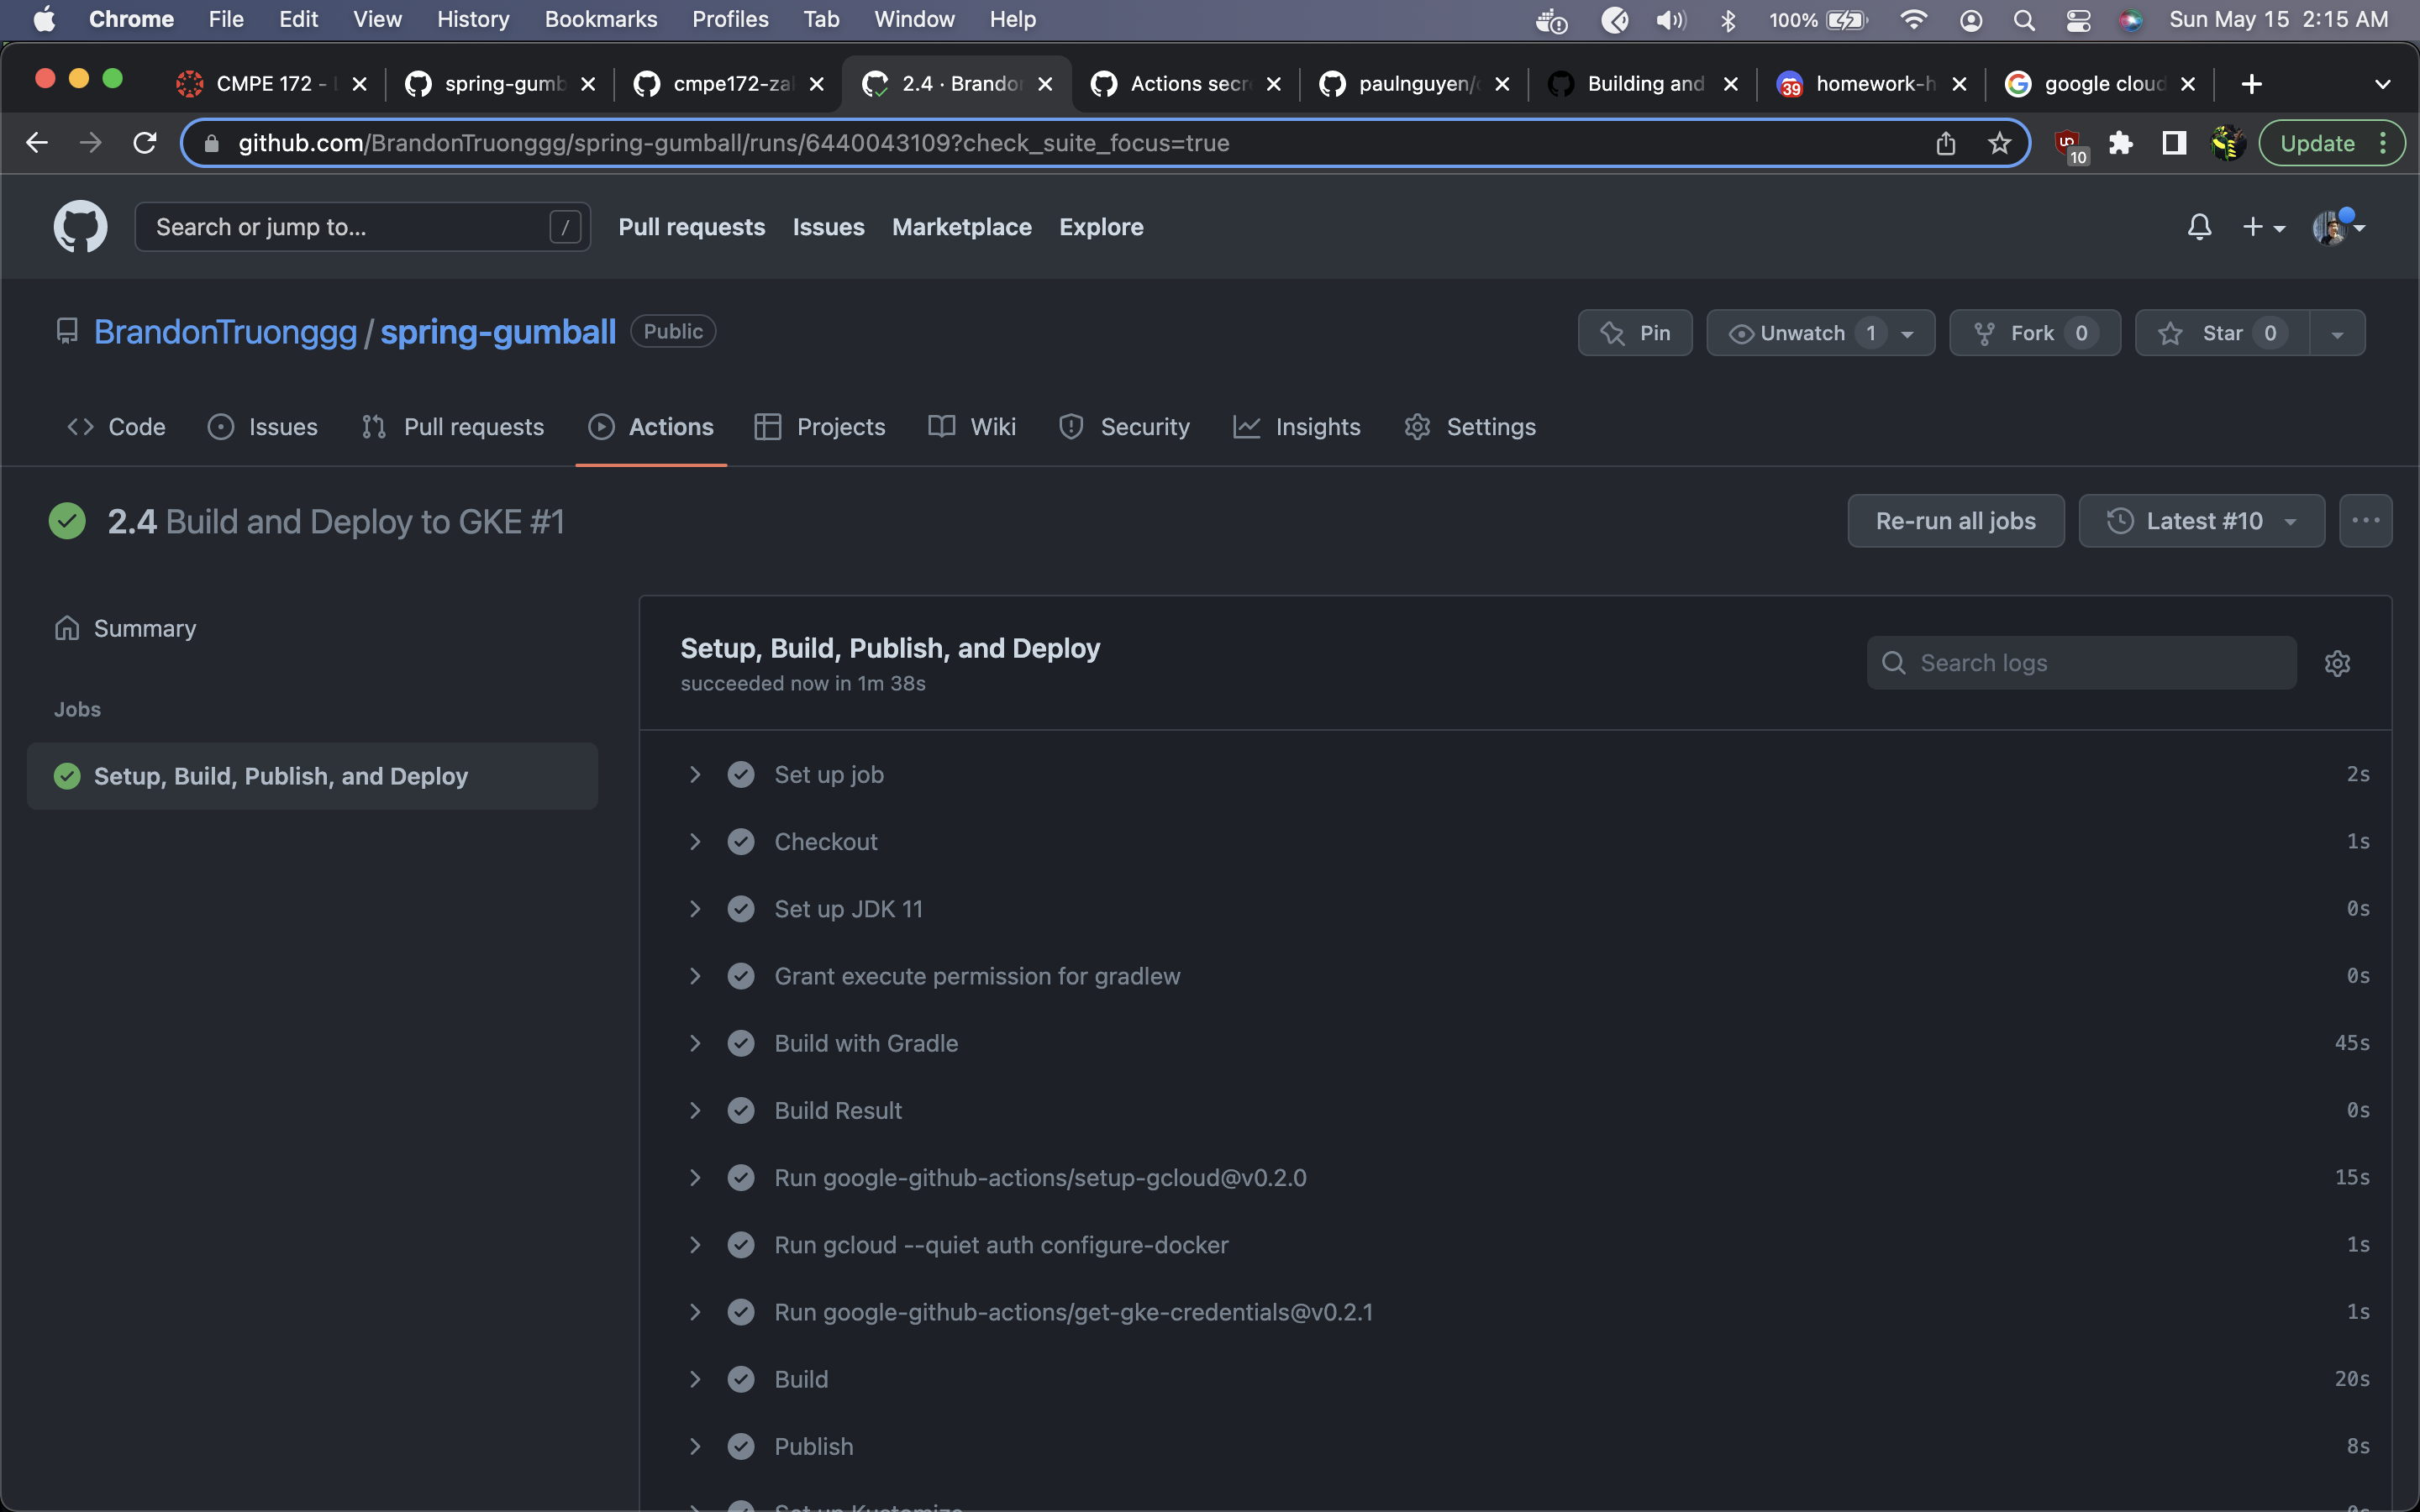 Chrome File Edit View History Bookmarks Profiles Tab Window Help 100% Sun May 15 2:15 AM
CMPE 172 - spring-gumb cmpe172-zal 2.4 · Brandon Actions secr paulnguyen/ Building and 39 homework-h google cloud
github.com/BrandonTruonggg/spring-gumball/runs/6440043109?check_suite_focus=true 10 Update
Search or jump to... / Pull requests Issues Marketplace Explore
BrandonTruonggg / spring-gumball Public Pin Unwatch 1 Fork 0 Star 0
Code Issues Pull requests Actions Projects Wiki Security Insights Settings
2.4 Build and Deploy to GKE #1 Re-run all jobs Latest #10
Summary
Jobs
Setup, Build, Publish, and Deploy
Setup, Build, Publish, and Deploy
succeeded now in 1m 38s
Search logs
Set up job 2s
Checkout 1s
Set up JDK 11 0s
Grant execute permission for gradlew 0s
Build with Gradle 45s
Build Result 0s
Run google-github-actions/setup-gcloud@v0.2.0 15s
Run gcloud --quiet auth configure-docker 1s
Run google-github-actions/get-gke-credentials@v0.2.1 1s
Build 20s
Publish 8s
Set up Kustomize 0s